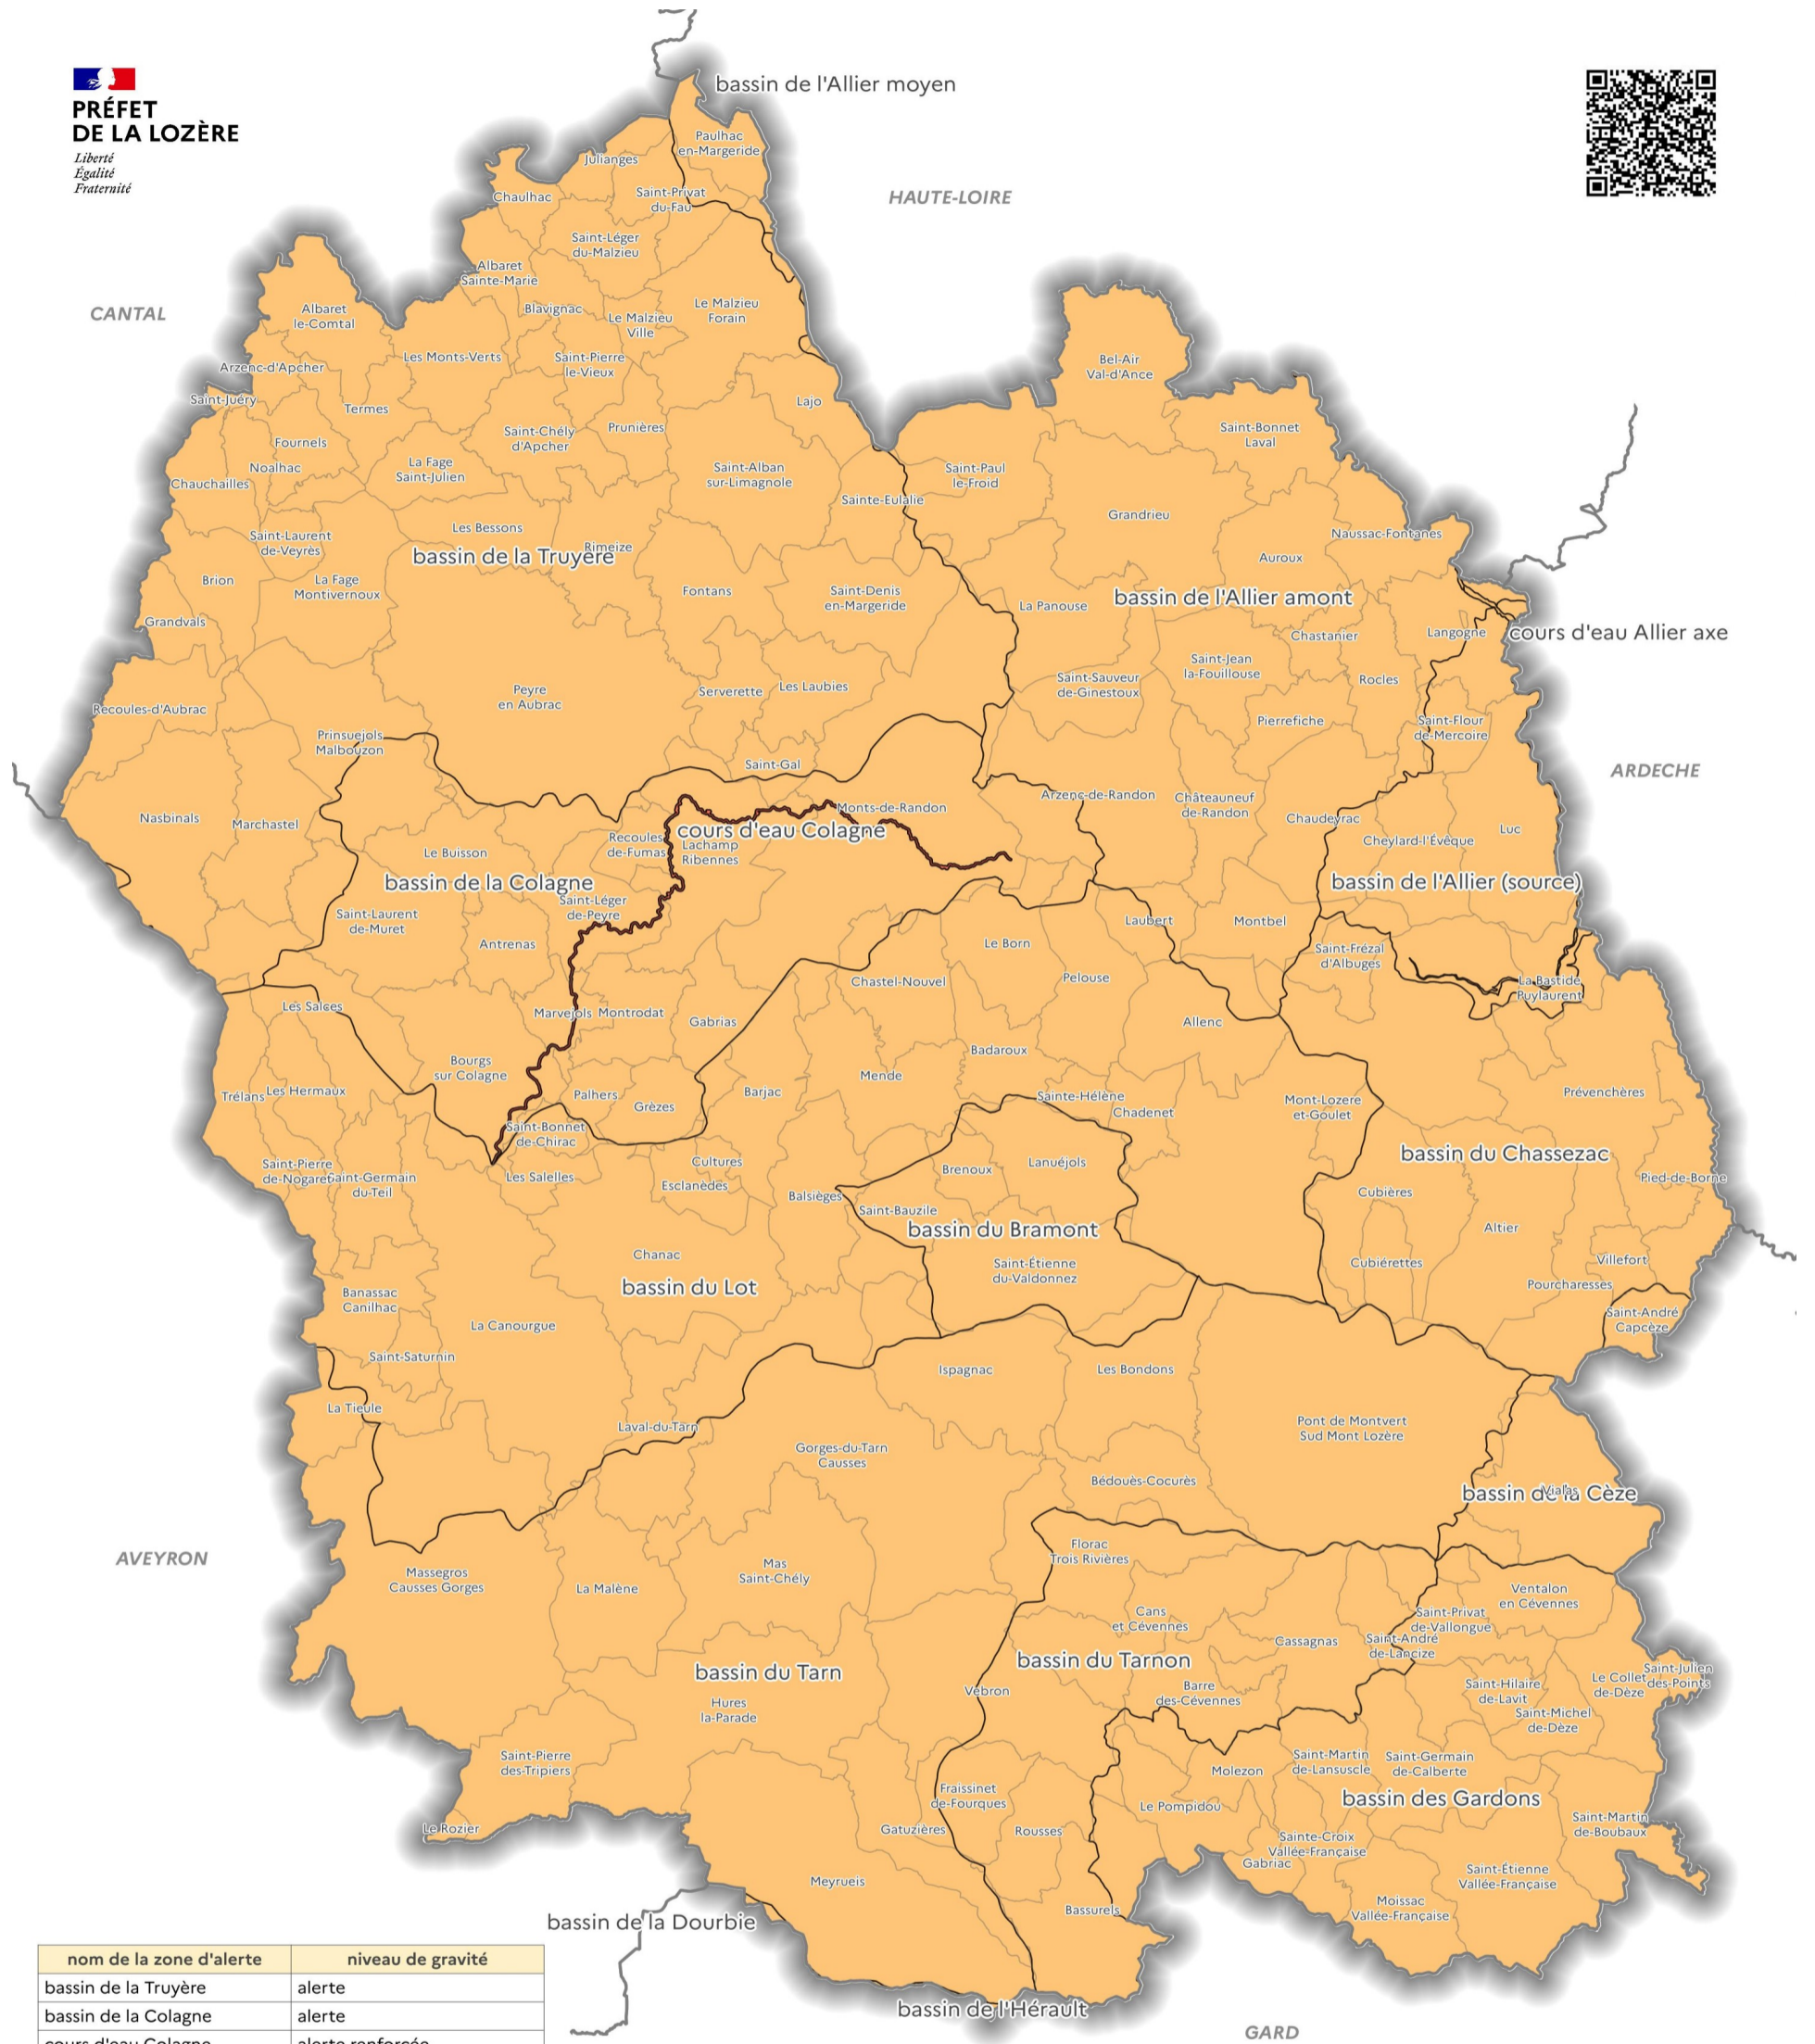 PRÉFET
DE LA LOZÈRE
Liberté
Égalité
Fraternité
bassin de l'Allier moyen
HAUTE-LOIRE
CANTAL
ARDECHE
AVEYRON
GARD
Paulhac
en-Margeride
Julianges
Saint-Privat
du-Fau
Chaulhac
Saint-Léger
du-Malzieu
Albaret
Sainte-Marie
Blavignac
Le Malzieu
Ville
Le Malzieu
Forain
Albaret
le-Comtal
Les Monts-Verts
Saint-Pierre
le-Vieux
Arzenc-d'Apcher
Saint-Juéry
Termes
Bel-Air
Val-d'Ance
Lajo
Fournels
Saint-Chély
d'Apcher
Prunières
Saint-Bonnet
Laval
Noalhac
La Fage
Saint-Julien
Saint-Alban
sur-Limagnole
Saint-Paul
le-Froid
Chauchailles
Sainte-Eulalie
Grandrieu
Les Bessons
Naussac-Fontanes
Saint-Laurent
de-Veyrès
Rimeize
bassin de la Truyère
Auroux
Brion
La Fage
Montivernoux
Fontans
Saint-Denis
en-Margeride
bassin de l'Allier amont
La Panouse
Grandvals
Chastanier
Langogne
cours d'eau Allier axe
Saint-Jean
la-Fouillouse
Rocles
Peyre
en Aubrac
Serverette
Les Laubies
Saint-Sauveur
de-Ginestoux
Recoules-d'Aubrac
Pierrefiche
Saint-Flour
de-Mercoire
Prinsuejols
Malbouzon
Saint-Gal
Nasbinals
Marchastel
Monts-de-Randon
Arzenc-de-Randon
Châteauneuf
de-Randon
Chaudeyrac
Luc
cours d'eau Colagne
Recoules
de-Fumas
Lachamp
Ribennes
Cheylard-l'Évêque
Le Buisson
bassin de la Colagne
bassin de l'Allier (source)
Saint-Léger
de-Peyre
Saint-Laurent
de-Muret
Antrenas
Laubert
Montbel
Le Born
Saint-Frézal
d'Albuges
Chastel-Nouvel
Pelouse
La Bastide
Puylaurent
Les Salces
Marvejols
Montrodat
Gabrias
Allenc
Badaroux
Bourgs
sur Colagne
Mende
Trélans
Les Hermaux
Palhers
Grèzes
Barjac
Sainte-Hélène
Chadenet
Mont-Lozere
et-Goulet
Prévenchères
Saint-Bonnet
de-Chirac
bassin du Chassezac
Saint-Pierre
de-Nogaret
Saint-Germain
du-Teil
Les Salelles
Cultures
Esclanèdes
Brenoux
Lanuéjols
Balsièges
Pied-de-Borne
Cubières
Saint-Bauzile
bassin du Bramont
Altier
Chanac
Saint-Étienne
du-Valdonnez
Cubiérettes
Villefort
bassin du Lot
Pourcharesses
Banassac
Canilhac
La Canourgue
Saint-André
Capcèze
Saint-Saturnin
Ispagnac
Les Bondons
La Tieule
Laval-du-Tarn
Pont de Montvert
Sud Mont Lozère
Gorges-du-Tarn
Causses
Bédouès-Cocurès
bassin de la Cèze
Vialas
Florac
Trois Rivières
Massegros
Causses Gorges
La Malène
Mas
Saint-Chély
Ventalon
en Cévennes
Cans
et Cévennes
Saint-Privat
de-Vallongue
Cassagnas
Saint-André
de-Lancize
bassin du Tarn
bassin du Tarnon
Saint-Julien
des-Points
Le Collet
de-Dèze
Vébron
Barre
des-Cévennes
Saint-Hilaire
de-Lavit
Hures
la-Parade
Saint-Michel
de-Dèze
Saint-Pierre
des-Tripiers
Molezon
Saint-Martin
de-Lansuscle
Saint-Germain
de-Calberte
Fraissinet
de-Fourques
Le Pompidou
bassin des Gardons
Le Rozier
Gatuzières
Rousses
Saint-Martin
de-Boubaux
Sainte-Croix
Vallée-Française
Gabriac
Meyrueis
Saint-Étienne
Vallée-Française
Bassurels
Moissac
Vallée-Française
bassin de la Dourbie
bassin de l'Hérault
nom de la zone d'alerte niveau de gravité
bassin de la Truyère alerte
bassin de la Colagne alerte
cours d'eau Colagne alerte renforcée